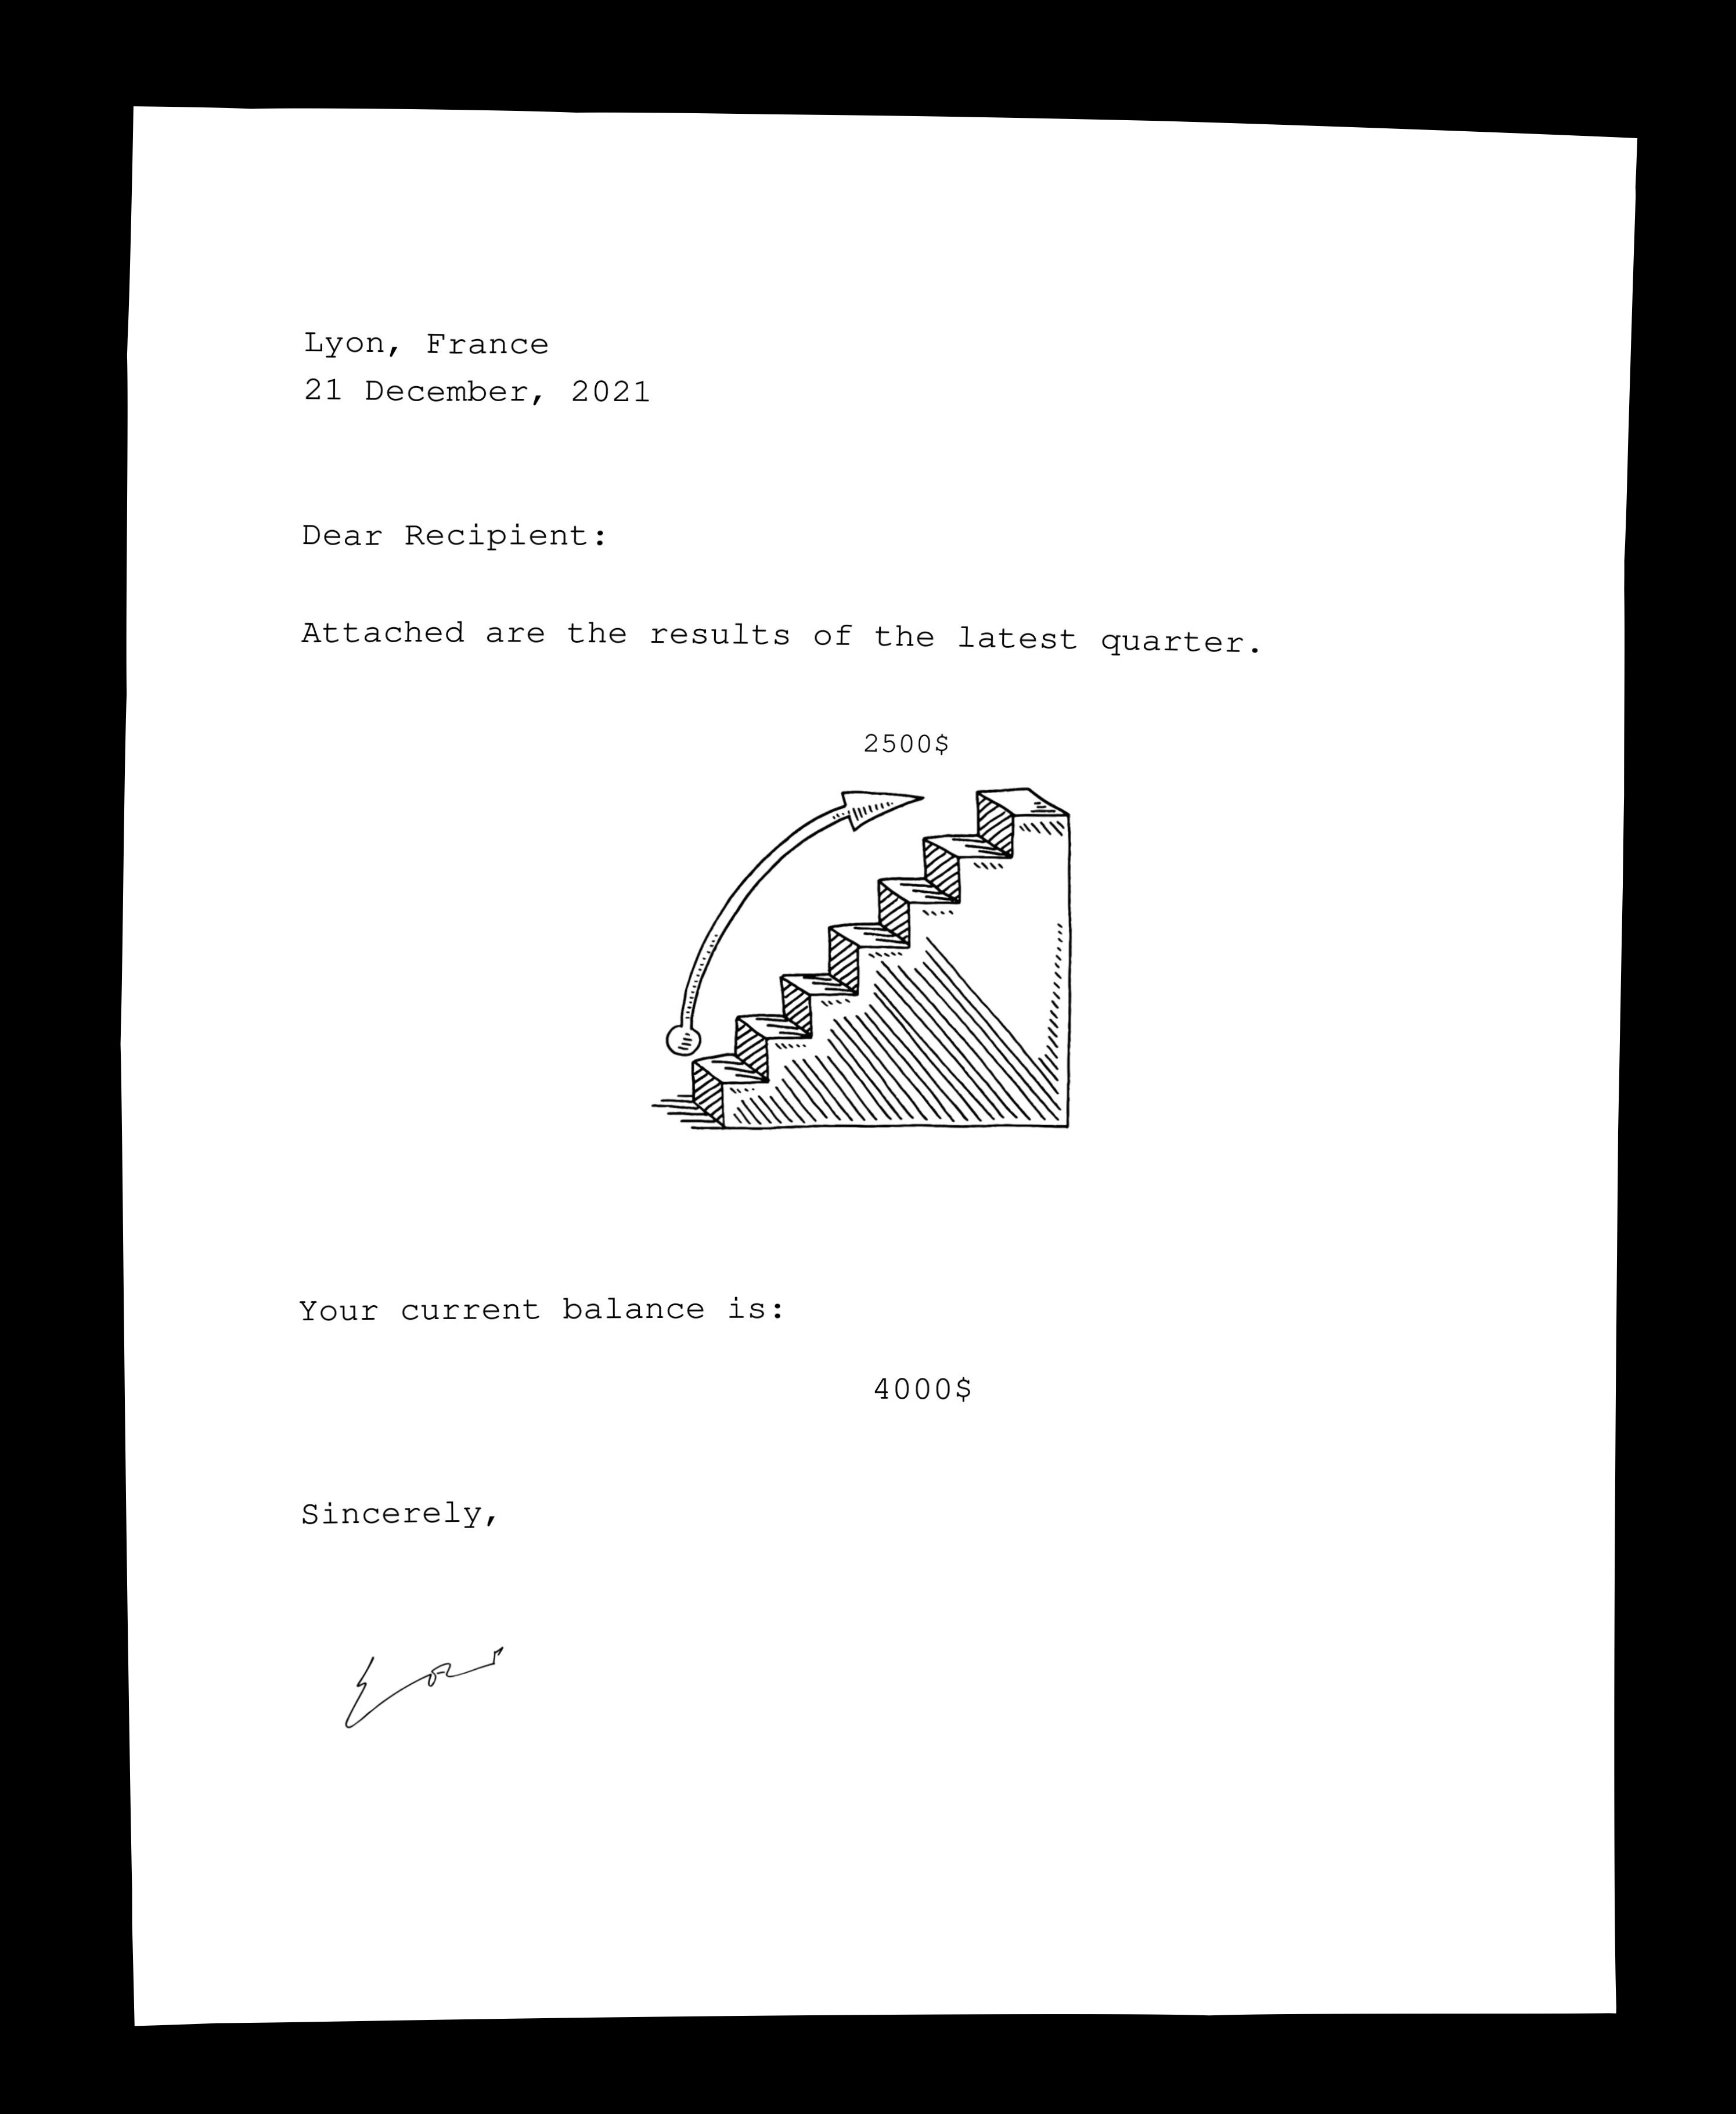 Lyon, France
21 December, 2021
Dear Recipient:
Attached are the results of the latest quarter.
2500$
Your current balance is:
4000$
Sincerely,